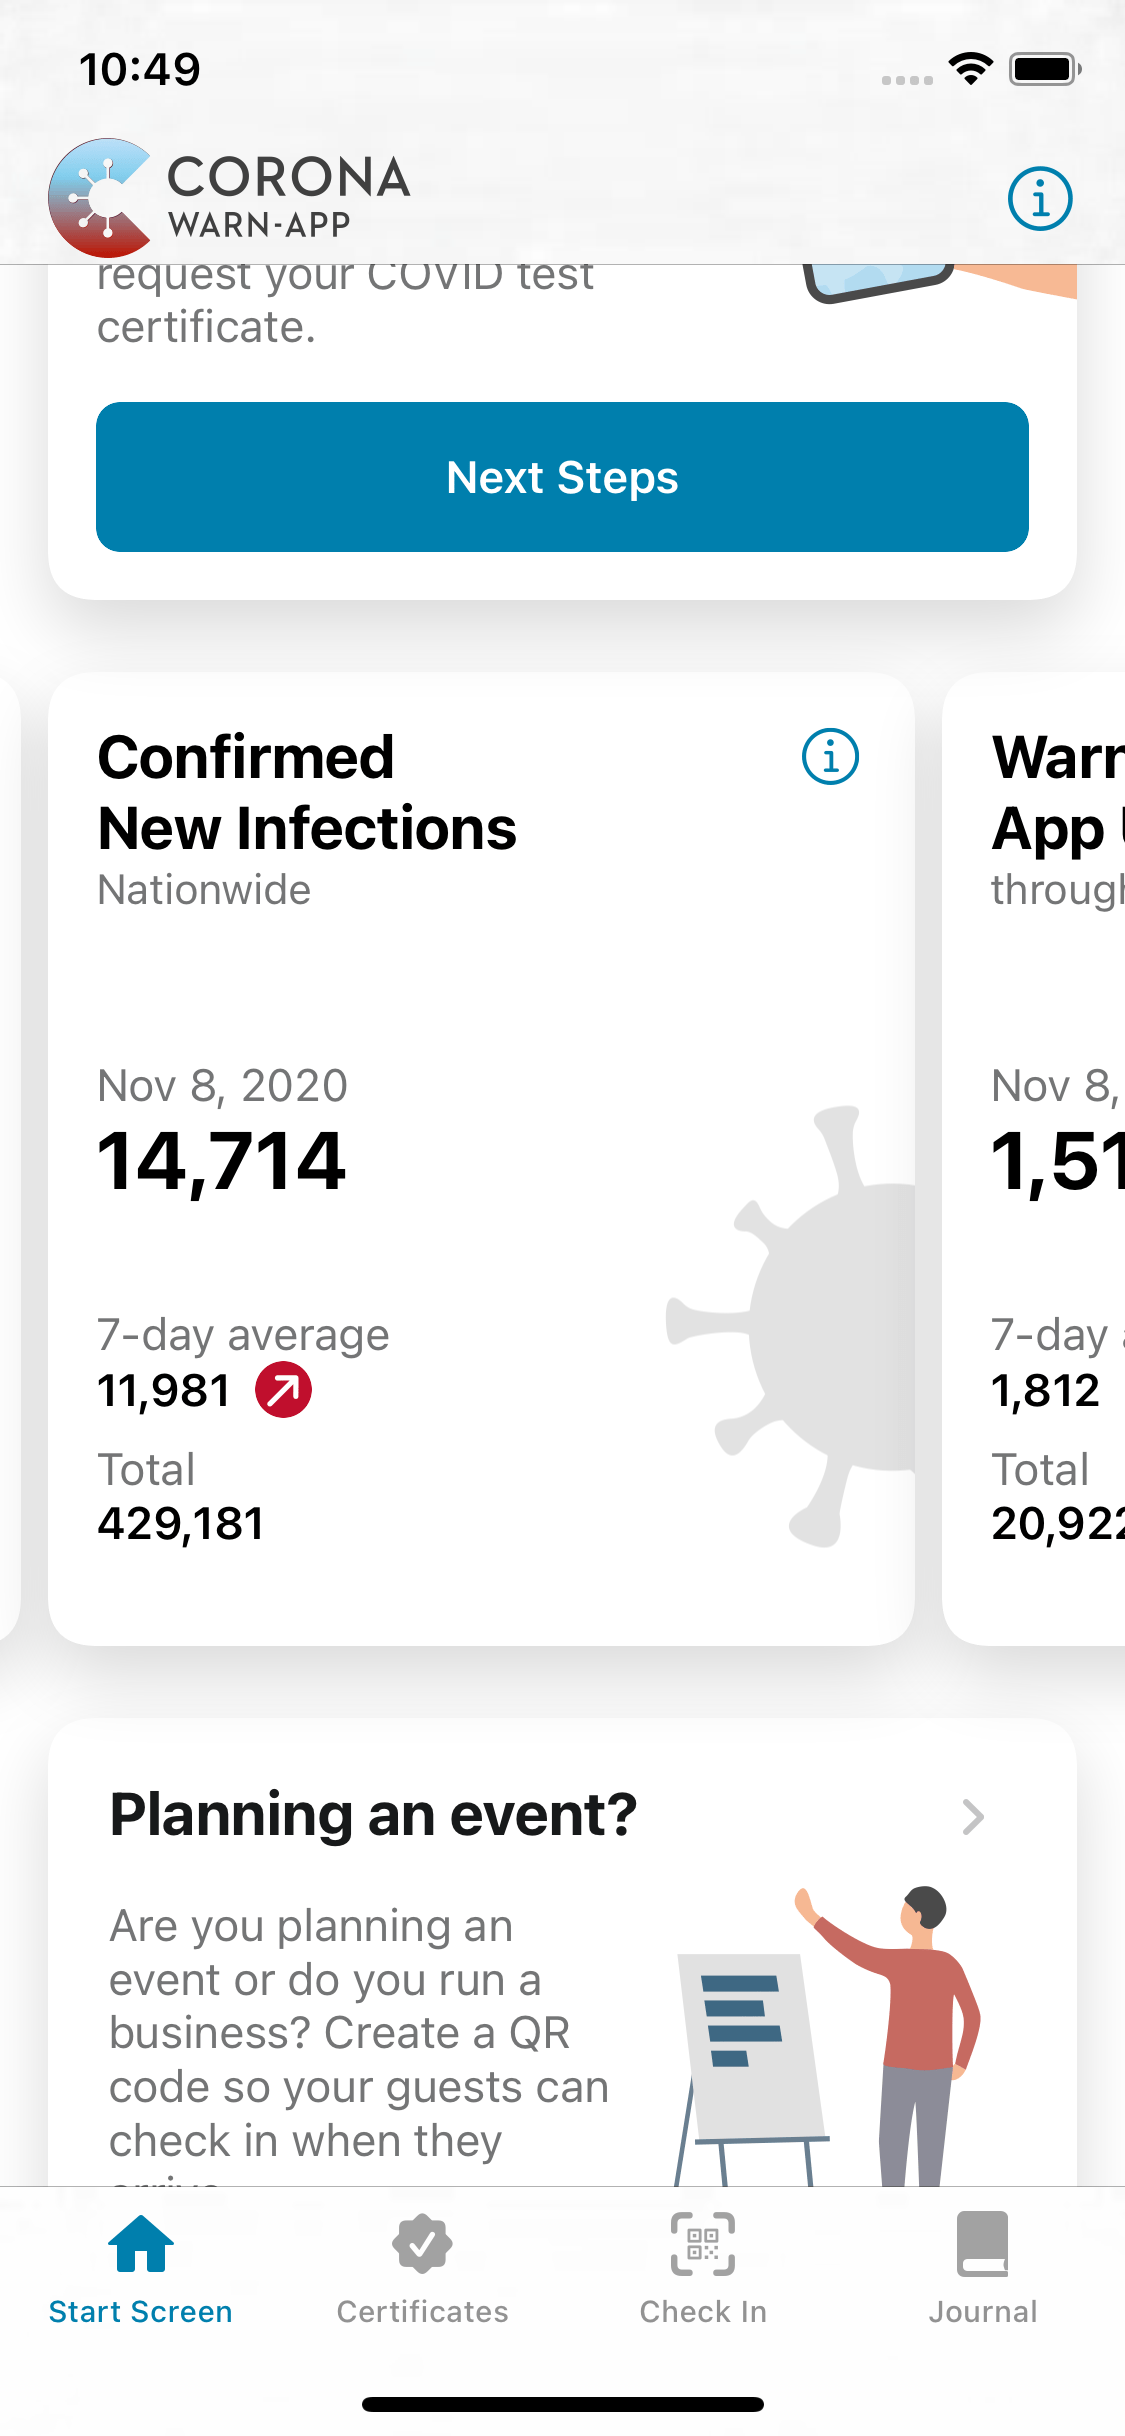 10:49
CORONA
WARN-APP
request your COVID test
certificate.
Next Steps
Confirmed
New Infections
Nationwide
Nov 8, 2020
14,714
7-day average
11,981
Total
429,181
Warn
App
through
Nov 8,
1,51
7-day
1,812
Total
20,922
Planning an event?
Are you planning an
event or do you run a
business? Create a QR
code so your guests can
check in when they
Start Screen
Certificates
Check In
Journal